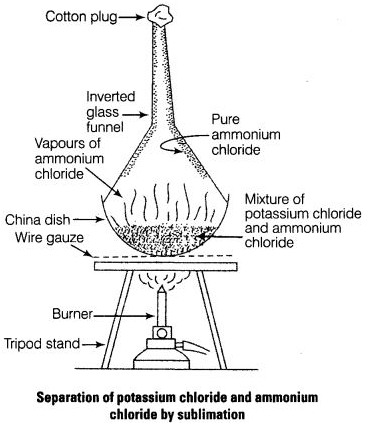 Cotton plug
Inverted
glass
funnel
Pure
ammonium
chloride
Vapours of
ammonium
chloride
Mixture of
potassium chloride
and ammonium
chloride
China dish
Wire gauze
Burner
Tripod stand
Separation of potassium chloride and ammonium
chloride by sublimation